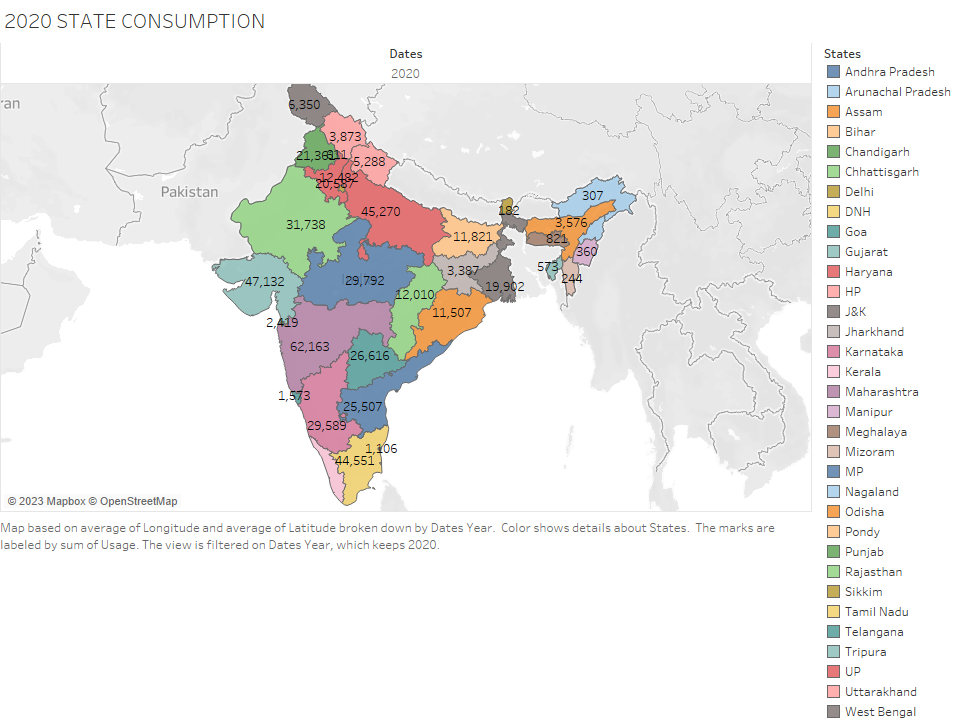 2020 STATE CONSUMPTION
Dates
2020
ran
Pakistan
6,350
3,873
5,288
12,482
20,587
45,270
31,738
307
182
3,576
821
360
573
244
11,821
3,387
19,902
47,132
29,792
12,010
11,507
2,419
62,163
26,616
1,573
25,507
29,589
1,106
44,551
© 2023 Mapbox © OpenStreetMap
Map based on average of Longitude and average of Latitude broken down by Dates Year. Color shows details about States. The marks are
labeled by sum of Usage. The view is filtered on Dates Year, which keeps 2020.
States
Andhra Pradesh
Arunachal Pradesh
Assam
Bihar
Chandigarh
Chhattisgarh
Delhi
DNH
Goa
Gujarat
Haryana
HP
J&K
Jharkhand
Karnataka
Kerala
Maharashtra
Manipur
Meghalaya
Mizoram
MP
Nagaland
Odisha
Pondy
Punjab
Rajasthan
Sikkim
Tamil Nadu
Telangana
Tripura
UP
Uttarakhand
West Bengal